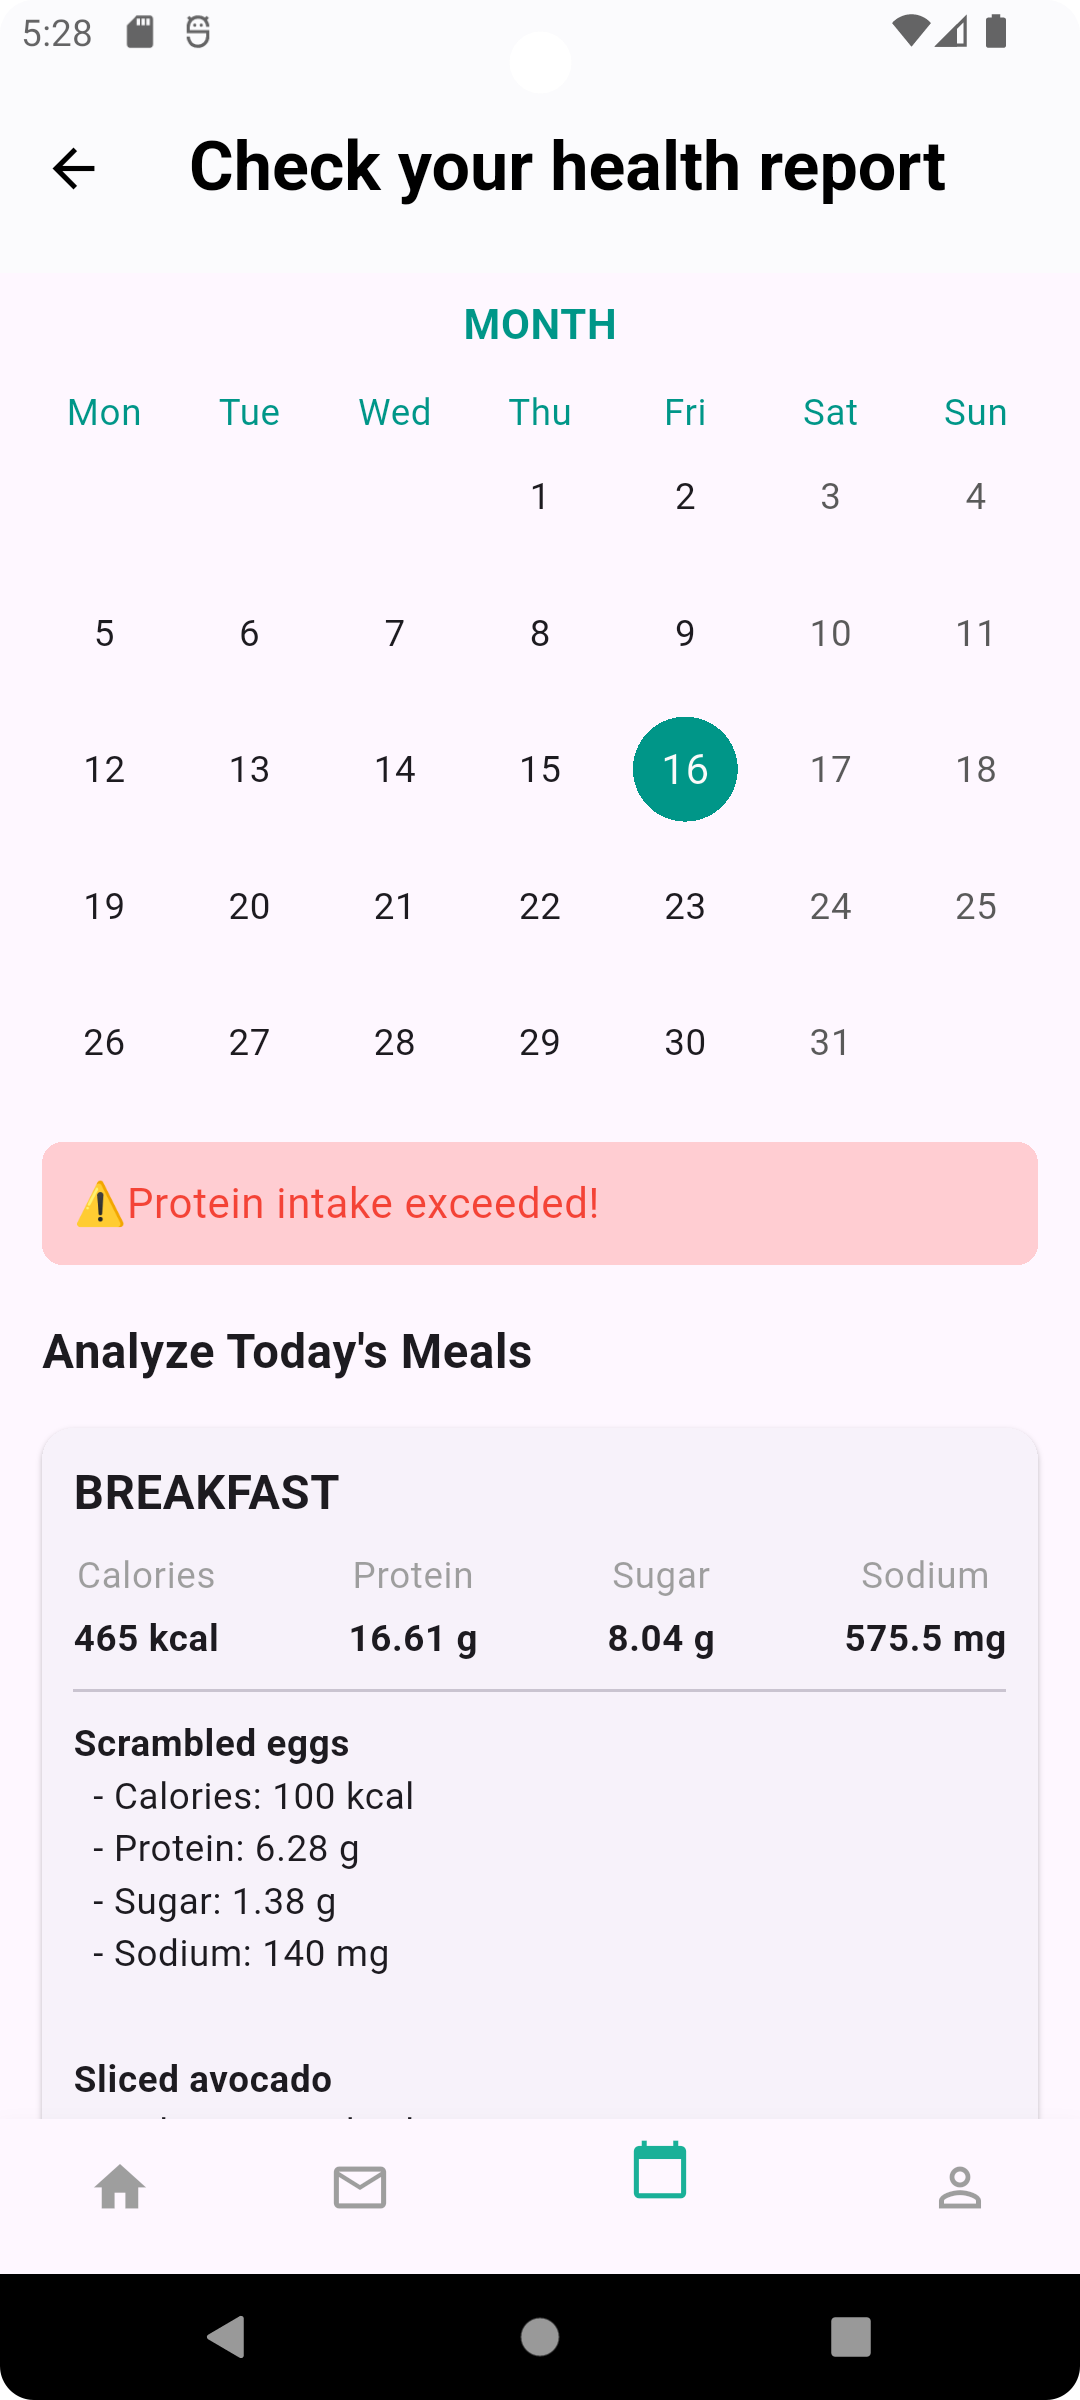 5:28
Check your health report
MONTH
Mon Tue Wed Thu Fri Sat Sun
1 2 3 4
5 6 7 8 9 10 11
12 13 14 15 16 17 18
19 20 21 22 23 24 25
26 27 28 29 30 31
⚠️Protein intake exceeded!
Analyze Today's Meals
BREAKFAST
Calories Protein Sugar Sodium
465 kcal 16.61 g 8.04 g 575.5 mg
Scrambled eggs
- Calories: 100 kcal
- Protein: 6.28 g
- Sugar: 1.38 g
- Sodium: 140 mg
Sliced avocado